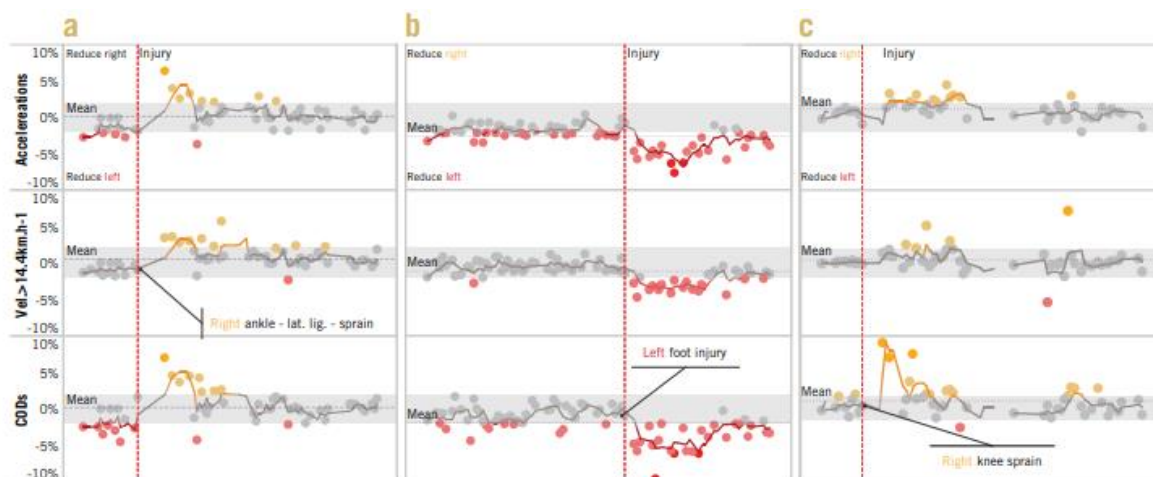 a
b
c
Accelereations
10%
5%
0%
-5%
-10%
Reduce right
Injury
Mean
Reduce left
Reduce right
Injury
Mean
Reduce left
Reduce right
Injury
Mean
Reduce left
Vel.>14.4km.h-1
10%
5%
0%
-5%
-10%
Mean
Right ankle - lat. lig. - sprain
Mean
Mean
CODs
10%
5%
0%
-5%
-10%
Mean
Left foot injury
Mean
Mean
Right knee sprain